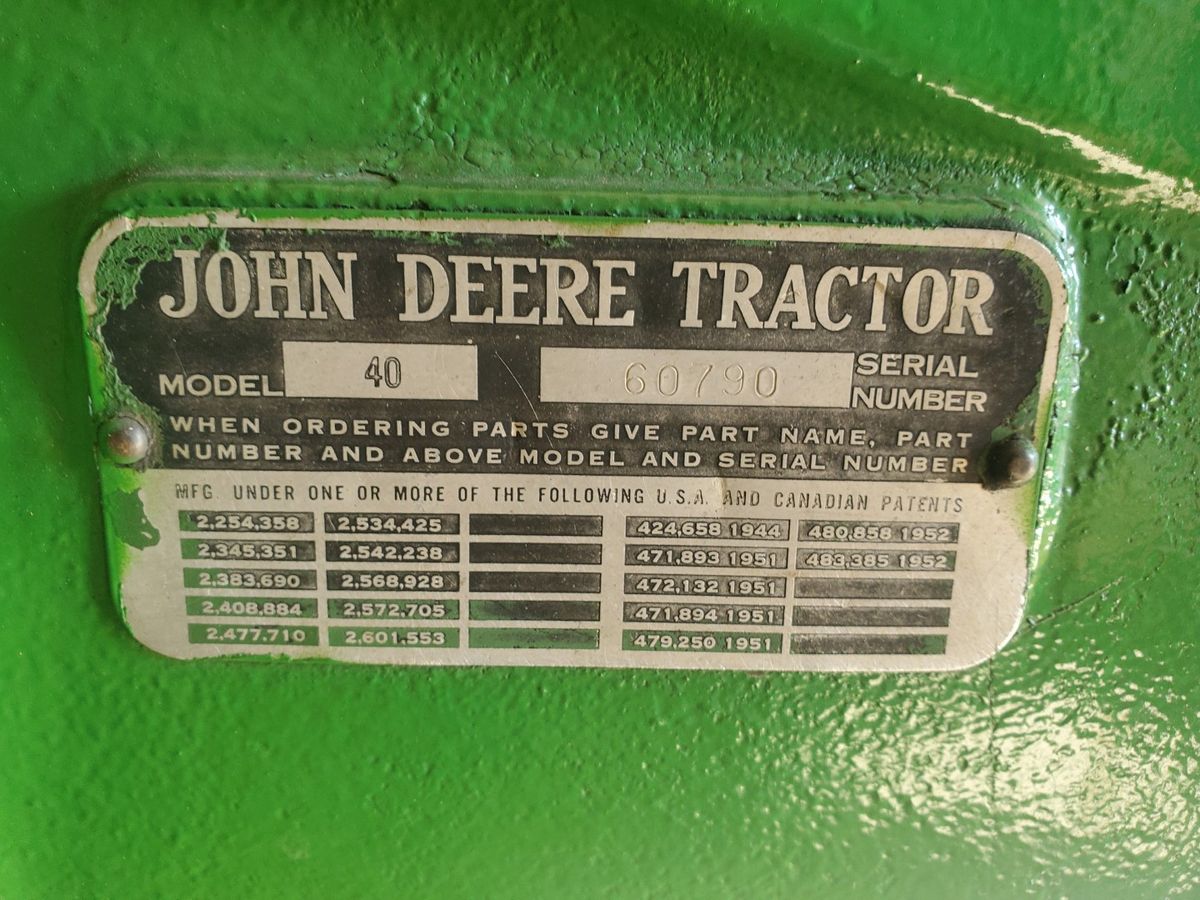 JOHN DEERE TRACTOR
MODEL 40 60790 SERIAL NUMBER
WHEN ORDERING PARTS GIVE PART NAME, PART
NUMBER AND ABOVE MODEL AND SERIAL NUMBER
MFG. UNDER ONE OR MORE OF THE FOLLOWING U.S.A. AND CANADIAN PATENTS
2,254,358 2,534,425 424,658 1944 480,858 1952
2,345,351 2,542,238 471,893 1951 483,385 1952
2,383,690 2,568,928 472,132 1951
2,408,884 2,572,705 471,894 1951
2,477,710 2,601,553 479,250 1951